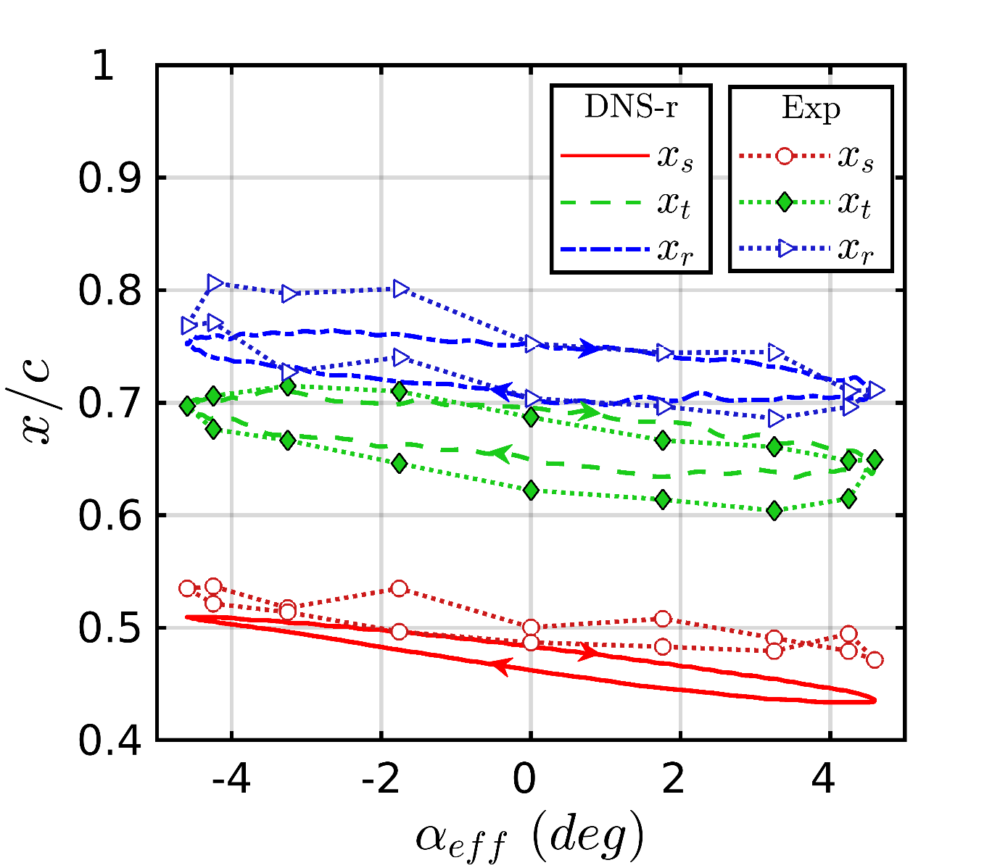 DNS-r
x_s
x_t
x_r
Exp
x_s
x_t
x_r
x/c
1
0.9
0.8
0.7
0.6
0.5
0.4
-4 -2 0 2 4
α_eff (deg)